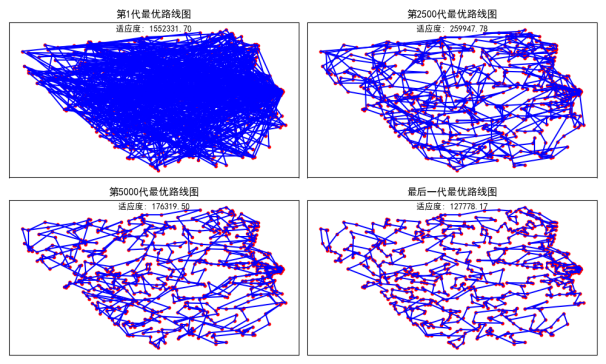 第1代最优路线图
适应度: 1552331.70
第2500代最优路线图
适应度: 259947.78
第5000代最优路线图
适应度: 176319.50
最后一代最优路线图
适应度: 127778.17